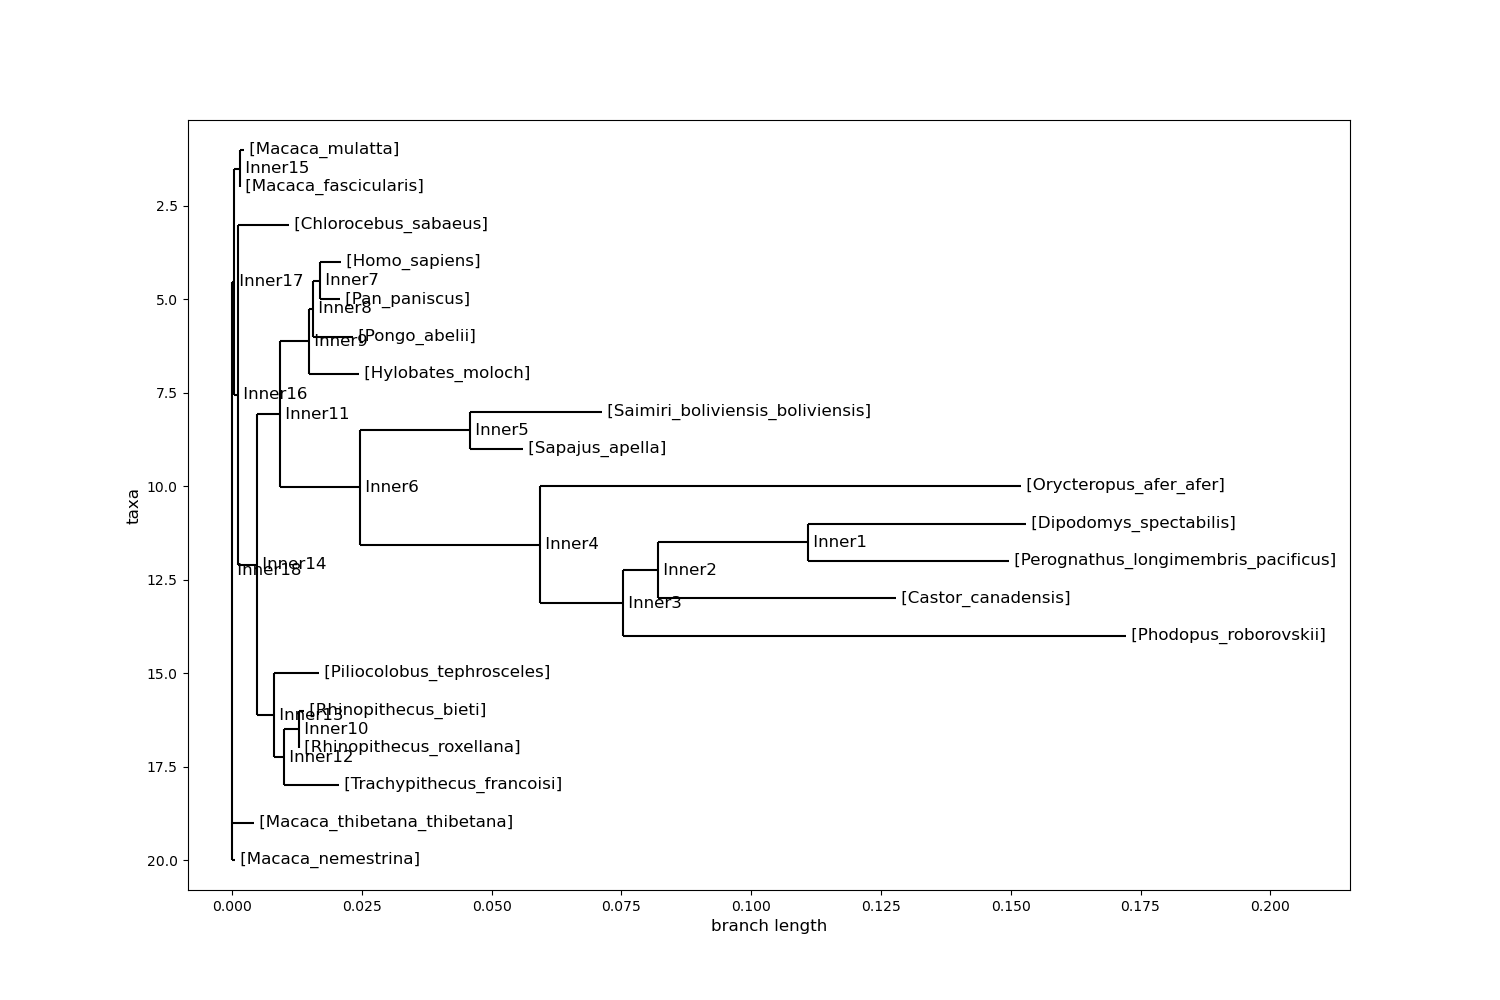 [Macaca_mulatta]
Inner15
[Macaca_fascicularis]
2.5
[Chlorocebus_sabaeus]
[Homo_sapiens]
Inner17
Inner7
5.0
[Pan_paniscus]
Inner8
[Pongo_abelii]
Inner9
[Hylobates_moloch]
7.5
Inner16
[Saimiri_boliviensis_boliviensis]
Inner11
Inner5
[Sapajus_apella]
10.0
Inner6
[Orycteropus_afer_afer]
taxa
[Dipodomys_spectabilis]
Inner4
Inner1
[Perognathus_longimembris_pacificus]
Inner14
Inner18
Inner2
12.5
[Castor_canadensis]
Inner3
[Phodopus_roborovskii]
15.0
[Piliocolobus_tephrosceles]
[Rhinopithecus_bieti]
Inner13
Inner10
[Rhinopithecus_roxellana]
Inner12
17.5
[Trachypithecus_francoisi]
[Macaca_thibetana_thibetana]
20.0
[Macaca_nemestrina]
0.000 0.025 0.050 0.075 0.100 0.125 0.150 0.175 0.200
branch length